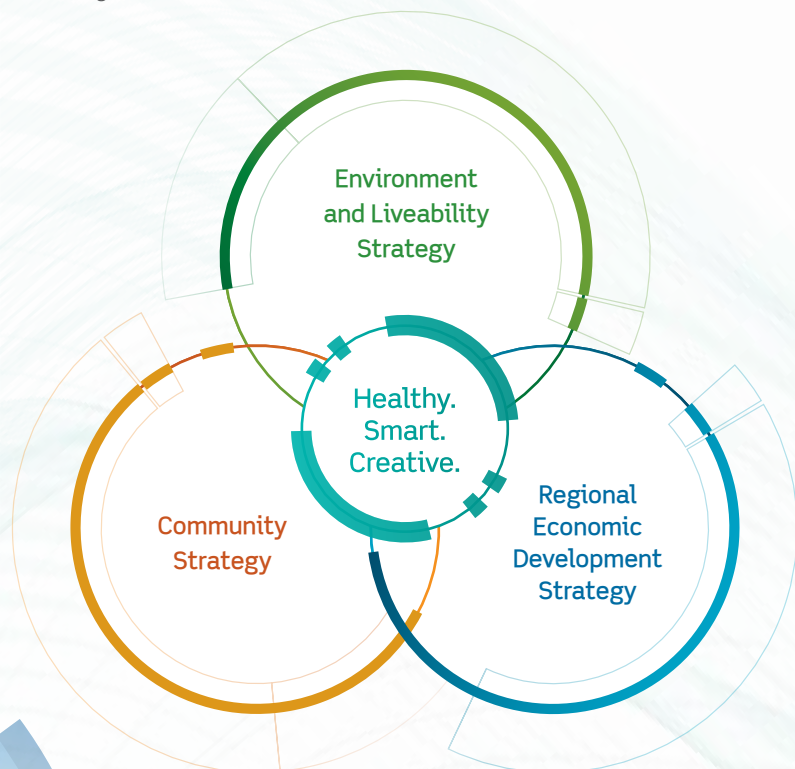 Environment
and Liveability
Strategy
Healthy.
Smart.
Creative.
Community
Strategy
Regional
Economic
Development
Strategy